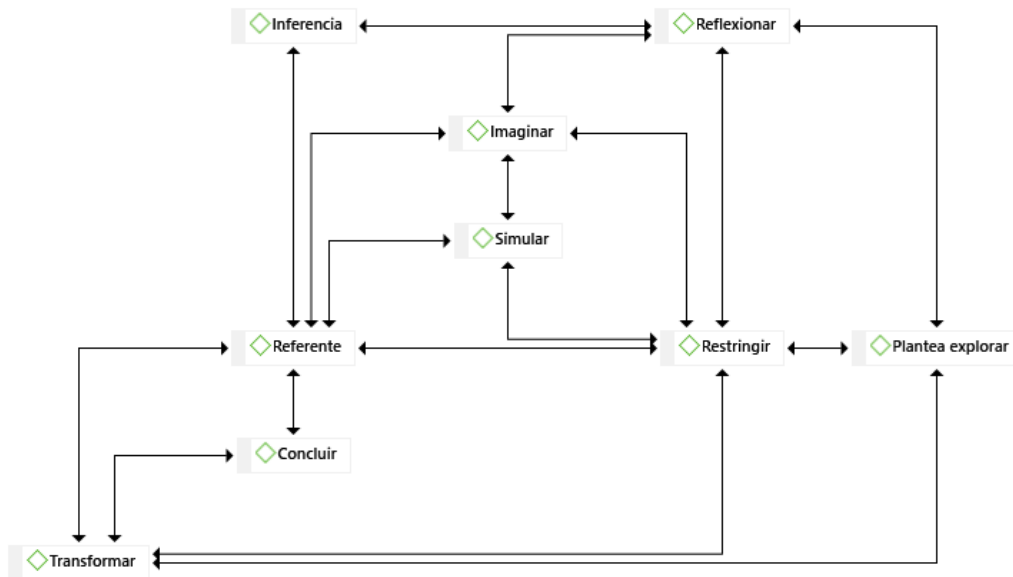 Inferencia
Reflexionar
Imaginar
Simular
Referente
Restringir
Plantea explorar
Concluir
Transformar